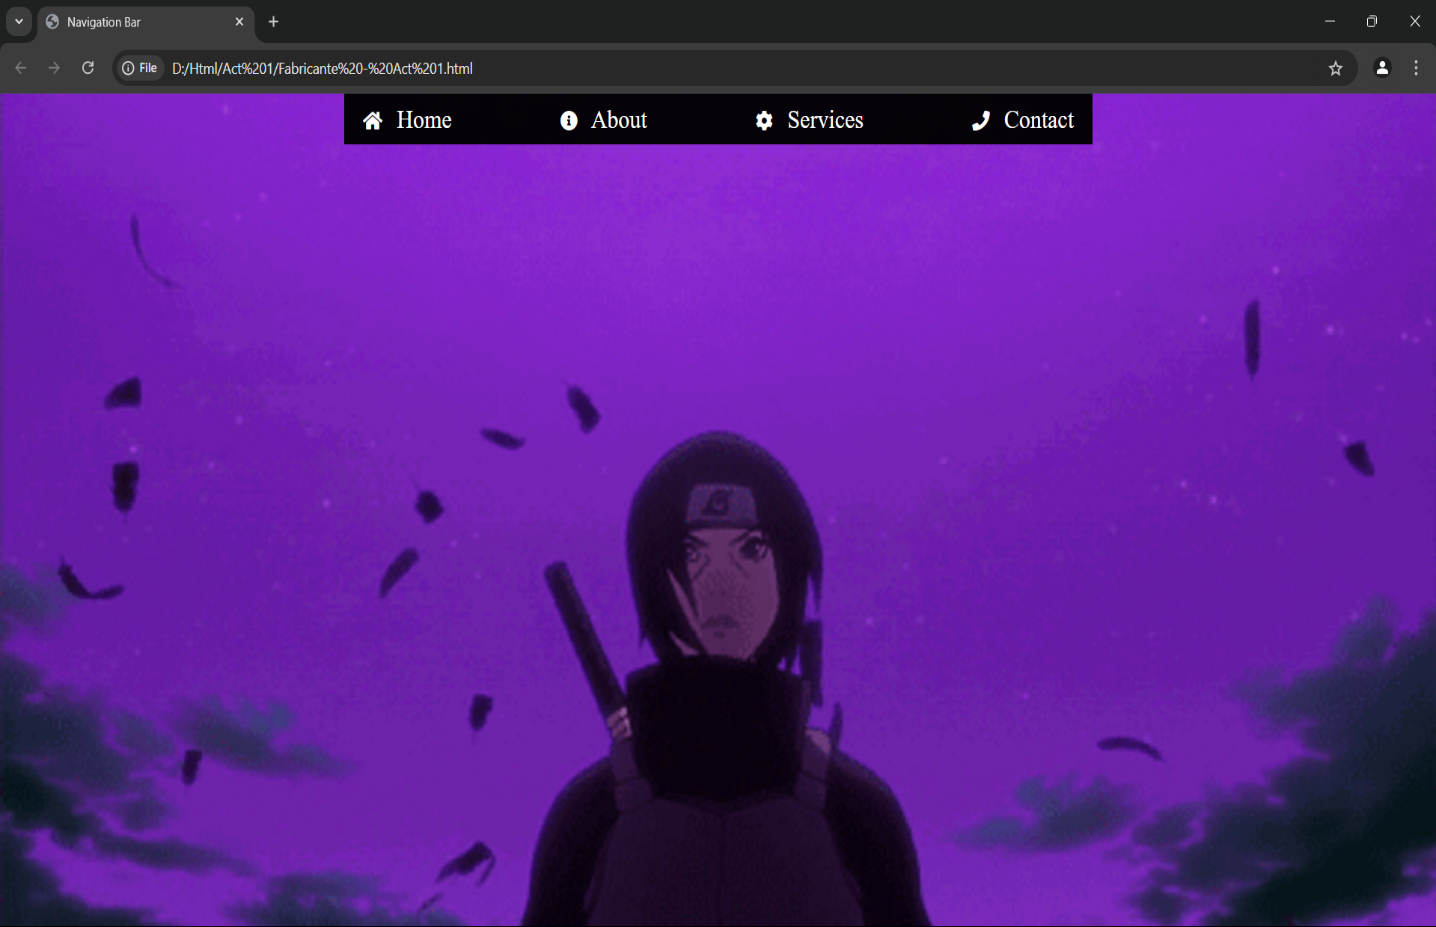 Navigation Bar
File D:/Html/Act%201/Fabricante%20-%20Act%201.html
Home About Services Contact